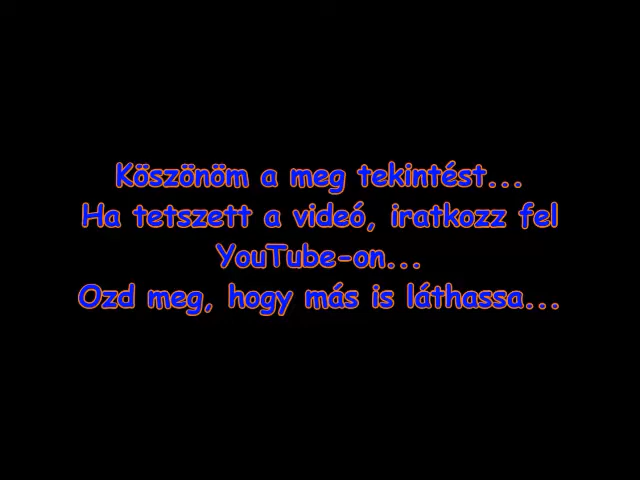 Köszönöm a meg tekintést...
Ha tetszett a videó, iratkozz fel
YouTube-on...
Ozd meg, hogy más is láthassa...